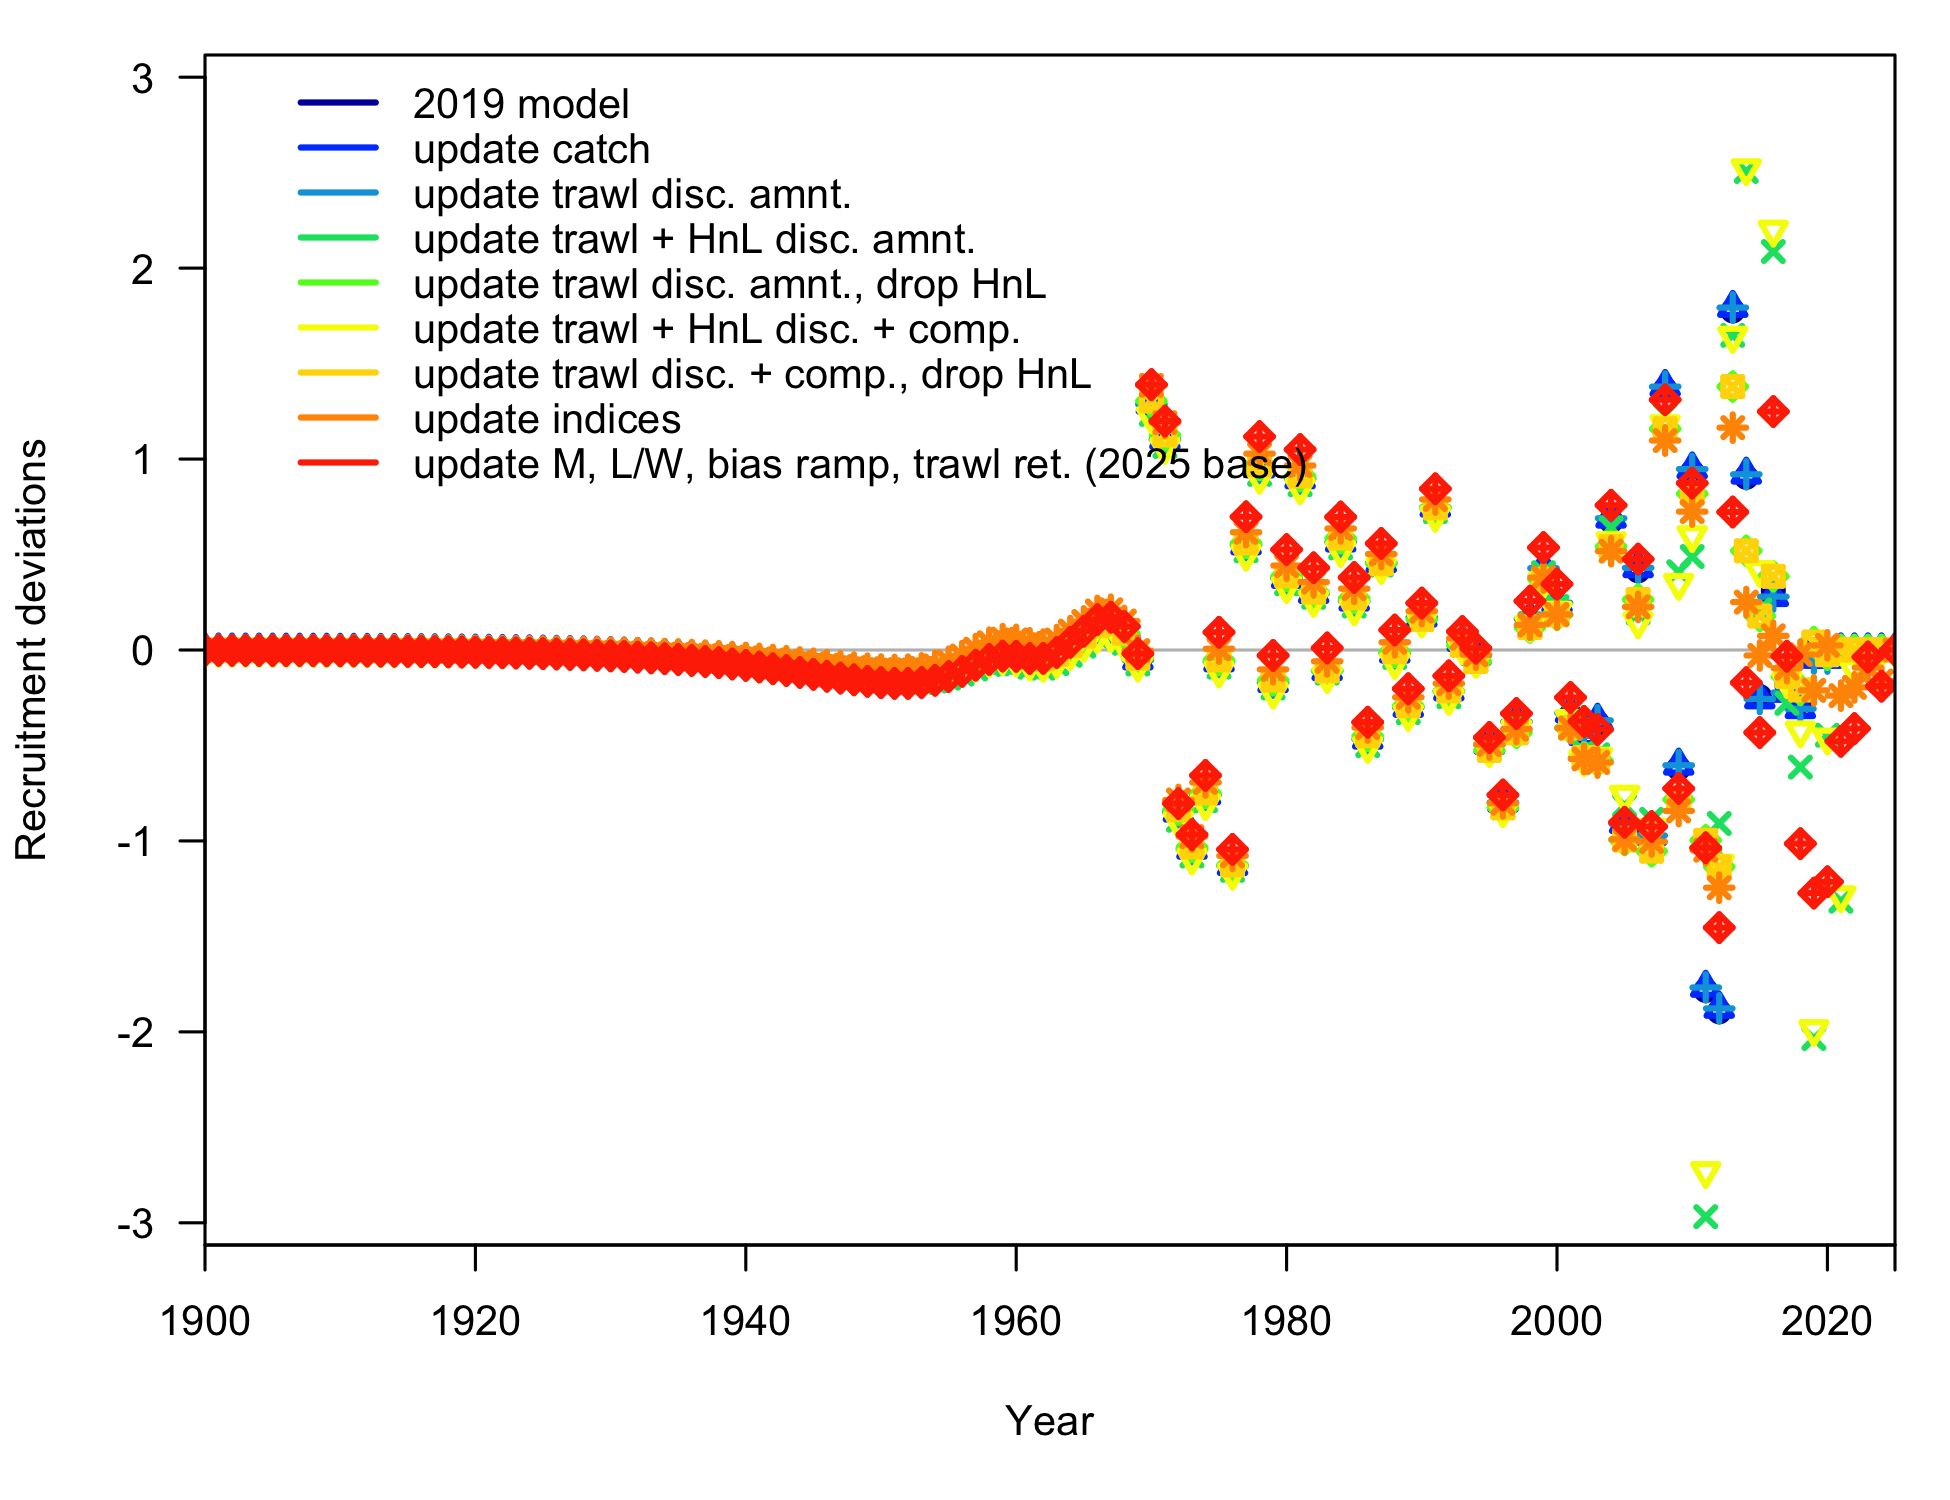 3
2019 model
update catch
update trawl disc. amnt.
2
update trawl + HnL disc. amnt.
update trawl disc. amnt., drop HnL
update trawl + HnL disc. + comp.
update trawl disc. + comp., drop HnL
update indices
1
update M, L/W, bias ramp, trawl ret. (2025 base)
Recruitment deviations
0
-1
-2
-3
1900 1920 1940 1960 1980 2000 2020
Year